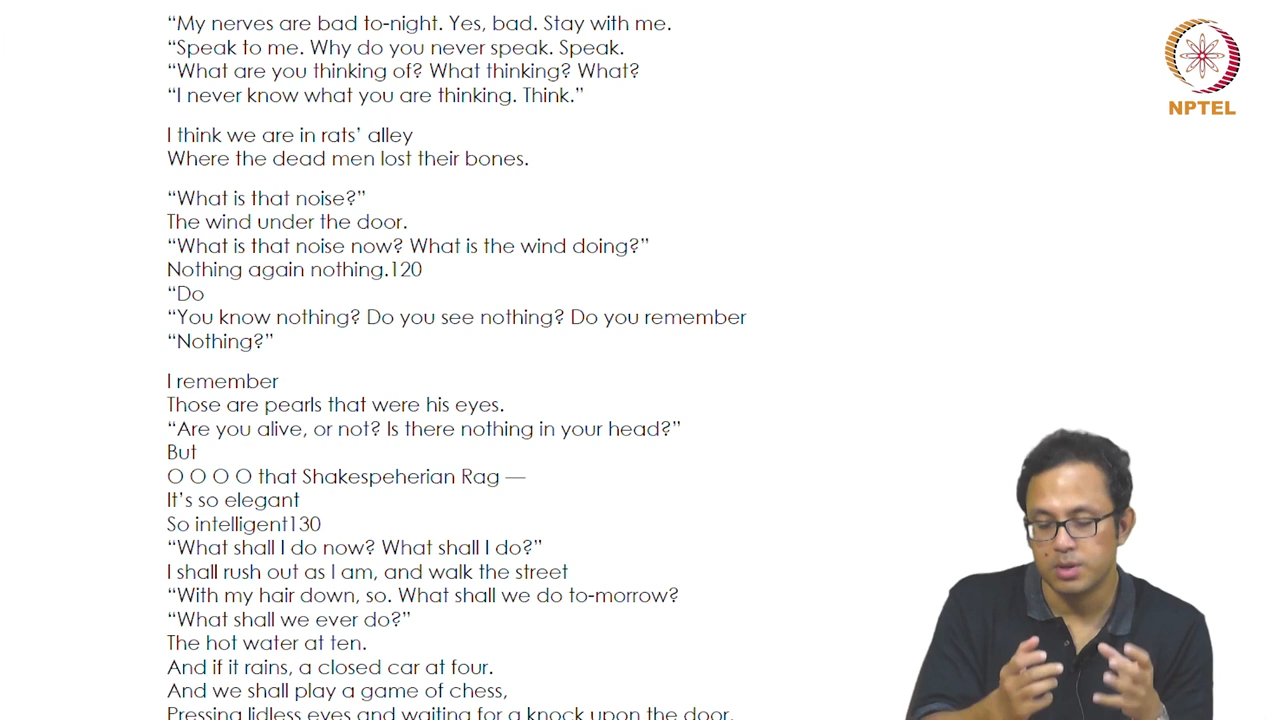 “My nerves are bad to-night. Yes, bad. Stay with me.
“Speak to me. Why do you never speak. Speak.
“What are you thinking of? What thinking? What?
“I never know what you are thinking. Think.”
I think we are in rats’ alley
Where the dead men lost their bones.
“What is that noise?”
The wind under the door.
“What is that noise now? What is the wind doing?”
Nothing again nothing.120
“Do
“You know nothing? Do you see nothing? Do you remember
“Nothing?”
I remember
Those are pearls that were his eyes.
“Are you alive, or not? Is there nothing in your head?”
But
O O O O that Shakespeherian Rag —
It’s so elegant
So intelligent130
“What shall I do now? What shall I do?”
I shall rush out as I am, and walk the street
“With my hair down, so. What shall we do to-morrow?
“What shall we ever do?”
The hot water at ten.
And if it rains, a closed car at four.
And we shall play a game of chess,
Pressing lidless eyes and waiting for a knock upon the door.
NPTEL